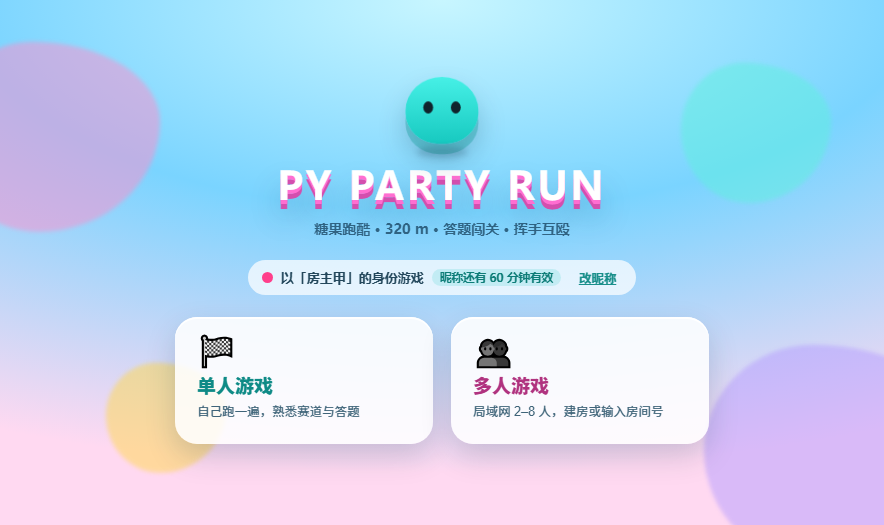 PY PARTY RUN
糖果跑酷 • 320 m • 答题闯关 • 挥手互殴
以「房主甲」的身份游戏 昵称还有 60 分钟有效 改昵称
单人游戏
自己跑一遍，熟悉赛道与答题
多人游戏
局域网 2–8 人，建房或输入房间号